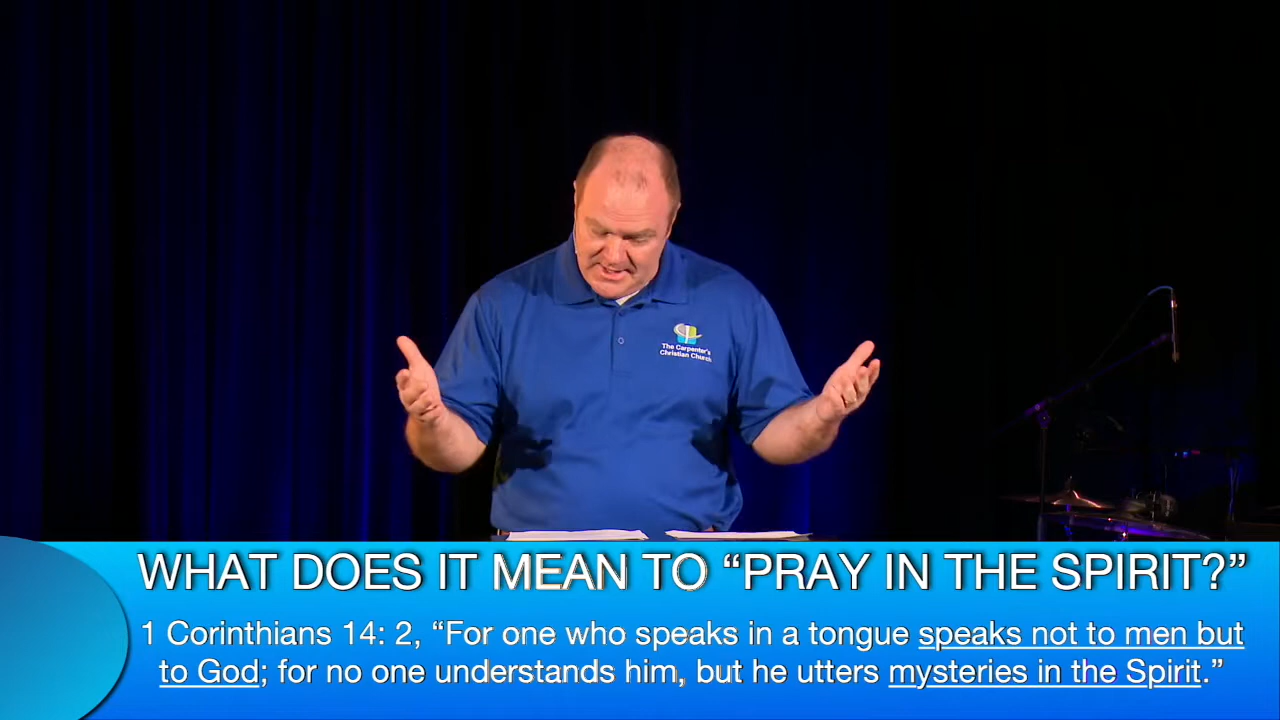 The Carpenter's
Christian Church
WHAT DOES IT MEAN TO “PRAY IN THE SPIRIT?”
1 Corinthians 14: 2, “For one who speaks in a tongue speaks not to men but
to God; for no one understands him, but he utters mysteries in the Spirit.”